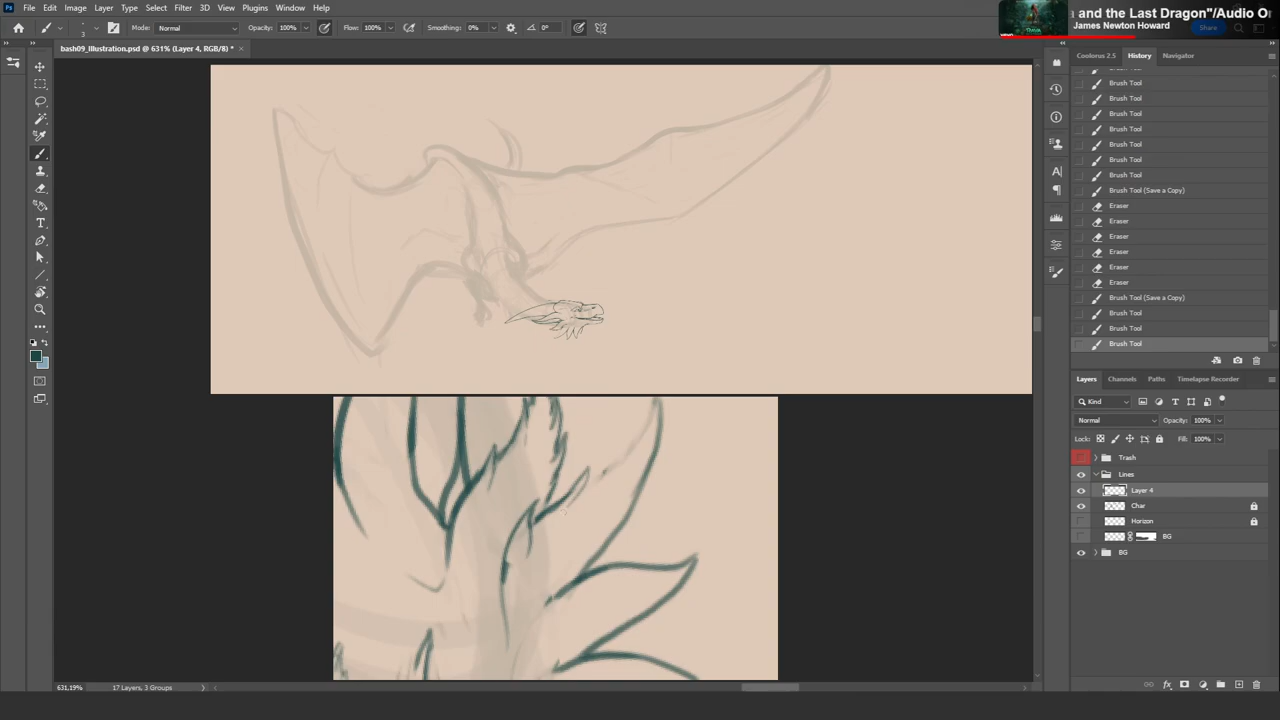 File Edit Image Layer Type Select Filter 3D View Plugins Window Help
a and the Last Dragon"/Audio Or
James Newton Howard
Share
Mode: Normal Opacity: 100% Flow: 100% Smoothing: 0% 0°
bash09_Illustration.psd @ 631% (Layer 4, RGB/8) *
3
Coolorus 2.5 History Navigator
Brush Tool
Brush Tool
Brush Tool
Brush Tool
Brush Tool
Brush Tool
Brush Tool
Brush Tool (Save a Copy)
Eraser
Eraser
Eraser
Eraser
Eraser
Eraser
Brush Tool (Save a Copy)
Brush Tool
Brush Tool
Brush Tool
Layers Channels Paths Timelapse Recorder
Kind
Normal Opacity: 100%
Lock: Fill: 100%
Trash
Lines
Layer 4
Char
Horizon
BG
BG
631.19% 17 Layers, 3 Groups